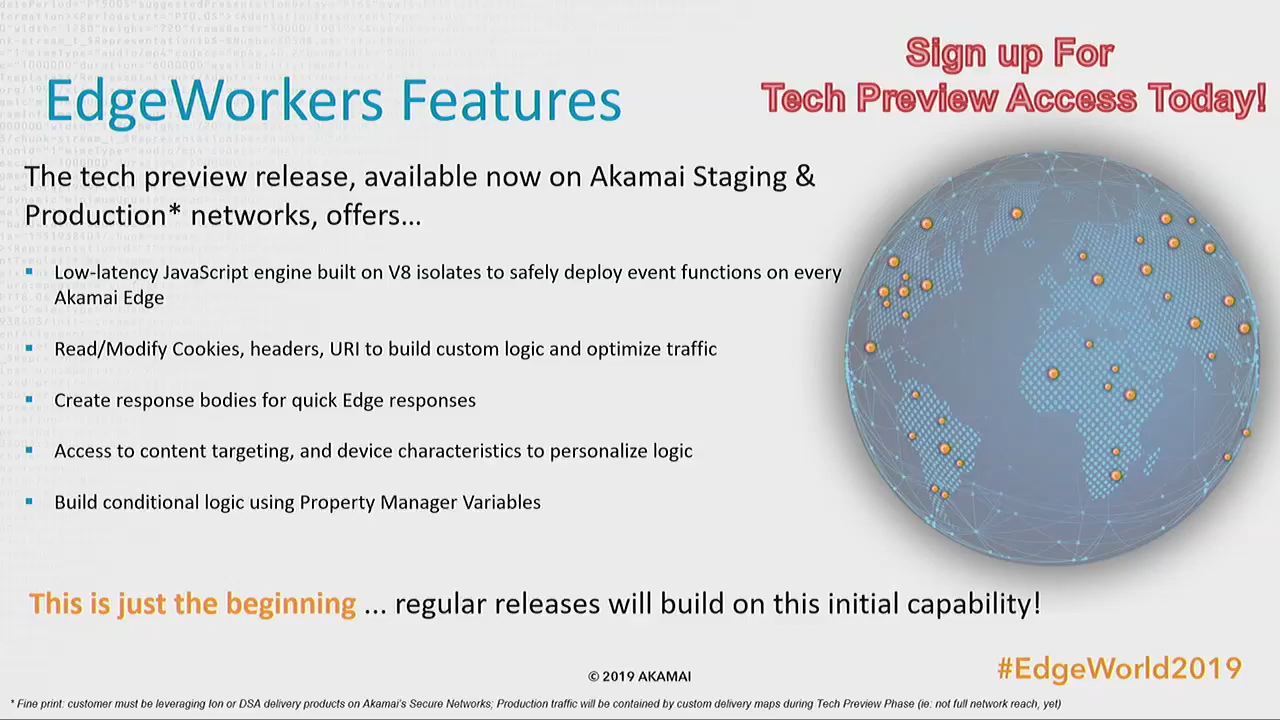 Sign up For
Tech Preview Access Today!
EdgeWorkers Features
The tech preview release, available now on Akamai Staging &
Production* networks, offers...
▪ Low-latency JavaScript engine built on V8 isolates to safely deploy event functions on every
Akamai Edge
▪ Read/Modify Cookies, headers, URI to build custom logic and optimize traffic
▪ Create response bodies for quick Edge responses
▪ Access to content targeting, and device characteristics to personalize logic
▪ Build conditional logic using Property Manager Variables
This is just the beginning ... regular releases will build on this initial capability!
#EdgeWorld2019
© 2019 AKAMAI
* Fine print: customer must be leveraging Ion or DSA delivery products on Akamai's Secure Networks; Production traffic will be contained by custom delivery maps during Tech Preview Phase (ie: not full network reach, yet)